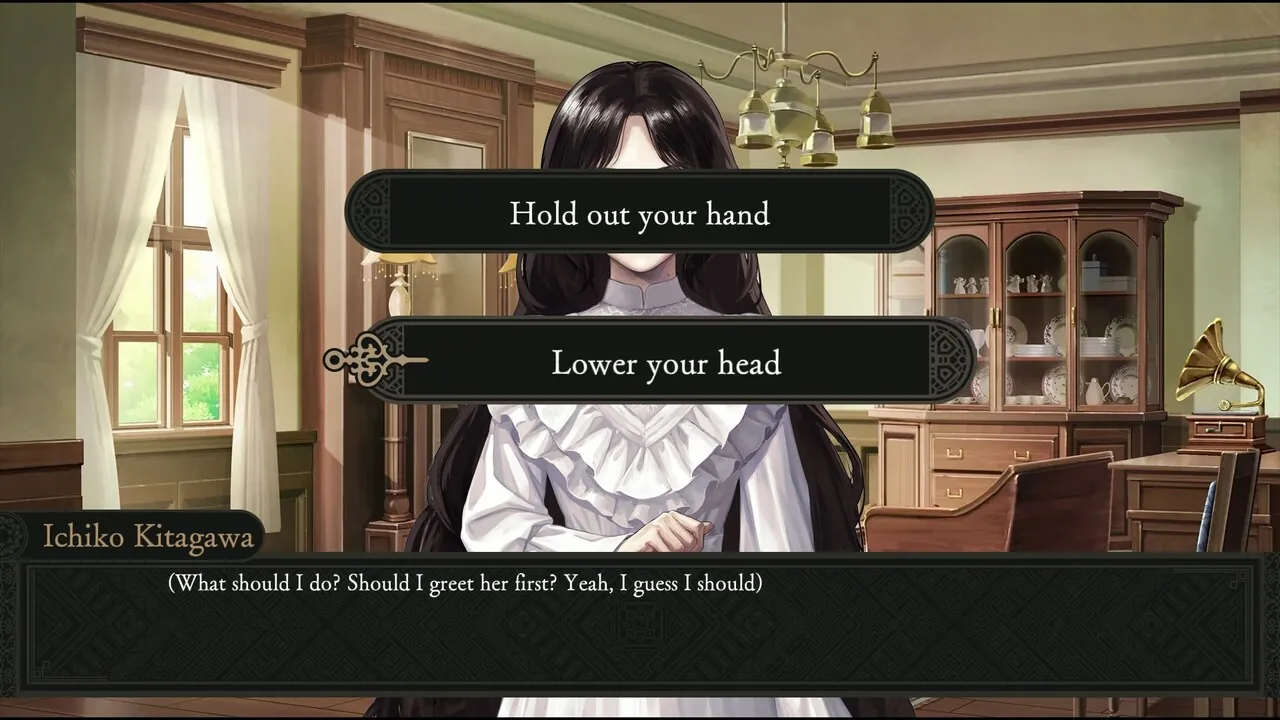 Hold out your hand
Lower your head
Ichiko Kitagawa
(What should I do? Should I greet her first? Yeah, I guess I should)